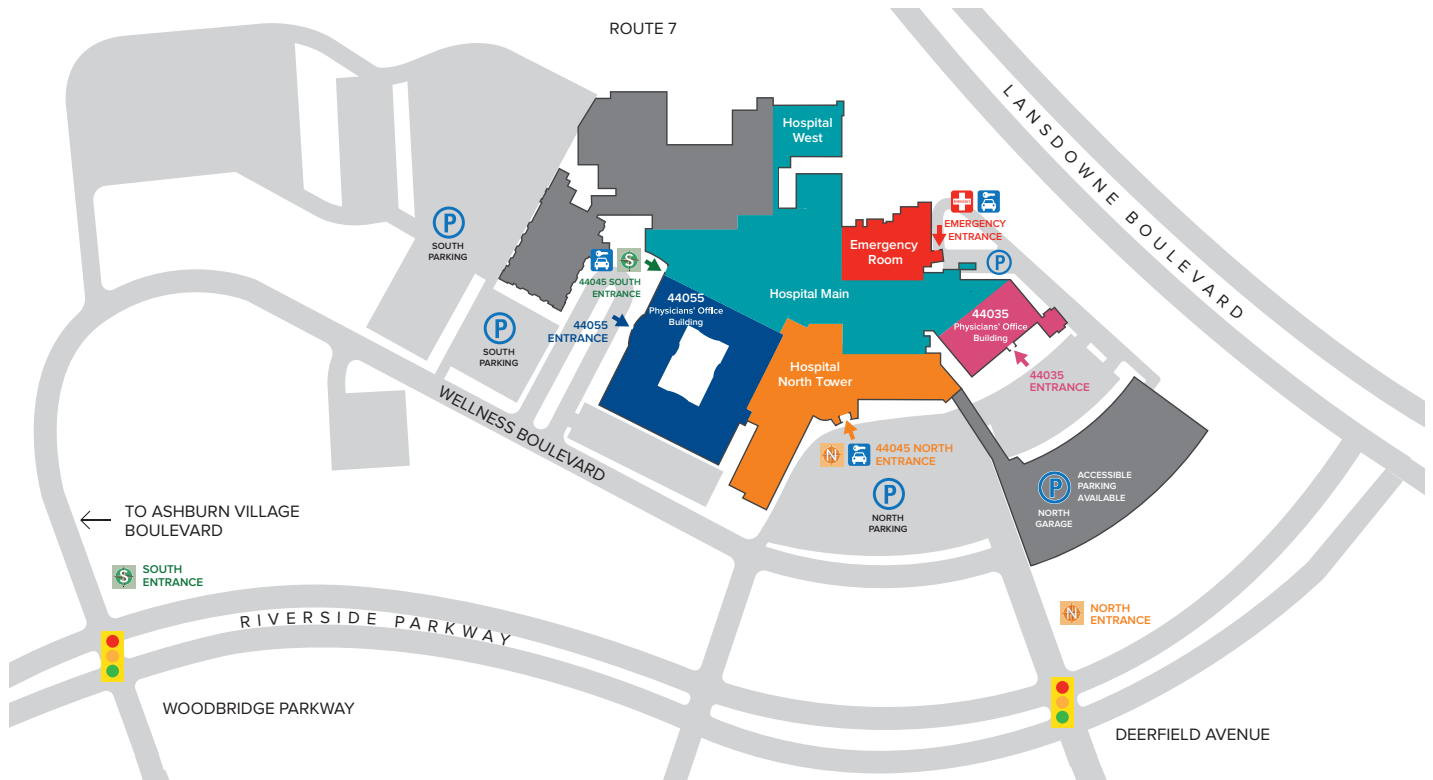 ROUTE 7
LANSDOWNE BOULEVARD
Hospital
West
P
SOUTH
PARKING
EMERGENCY
EMERGENCY
ENTRANCE
Emergency
Room
P
S
44045 SOUTH
ENTRANCE
Hospital Main
44055
Physicians' Office
Building
44055
ENTRANCE
P
SOUTH
PARKING
44035
Physicians' Office
Building
44035
ENTRANCE
Hospital
North Tower
WELLNESS BOULEVARD
N
44045 NORTH
ENTRANCE
P
NORTH
PARKING
P
ACCESSIBLE
PARKING
AVAILABLE
NORTH
GARAGE
TO ASHBURN VILLAGE
BOULEVARD
S
SOUTH
ENTRANCE
N
NORTH
ENTRANCE
RIVERSIDE PARKWAY
WOODBRIDGE PARKWAY
DEERFIELD AVENUE